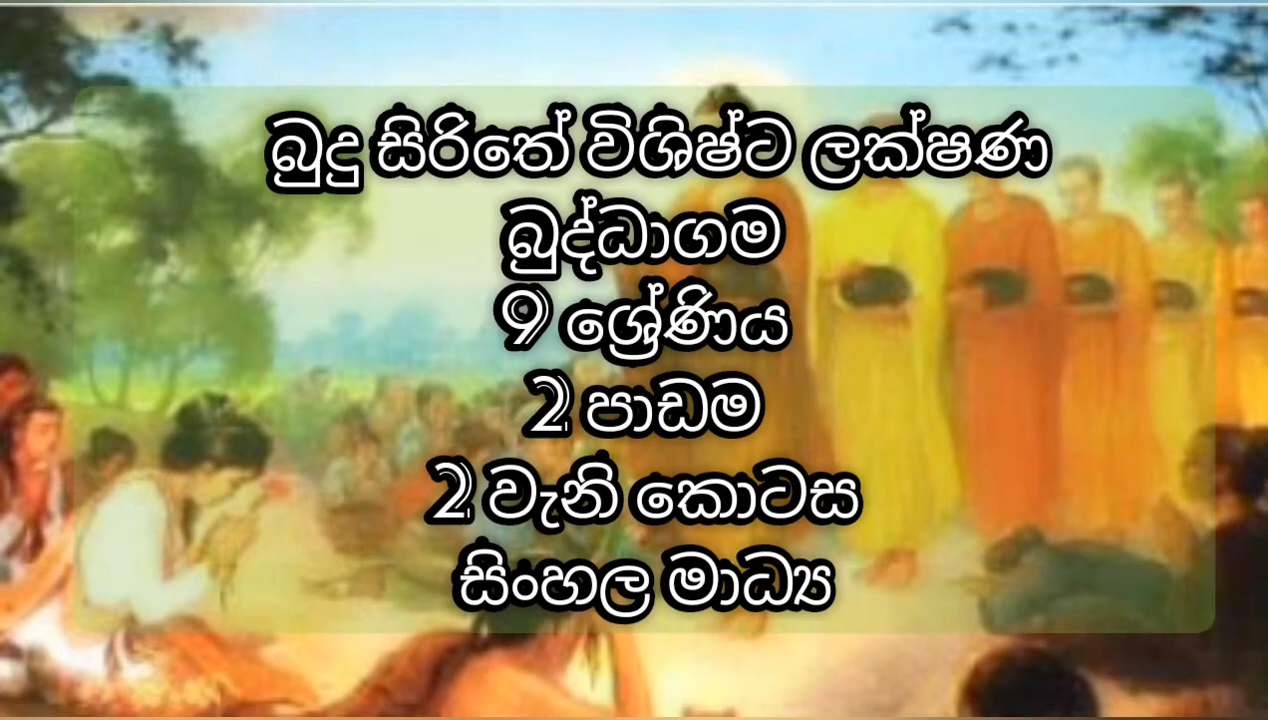 බුදු සිරිතේ විශිෂ්ට ලක්ෂණ
බුද්ධාගම
9 ශ්‍රේණිය
2 පාඩම
2 වැනි කොටස
සිංහල මාධ්‍ය